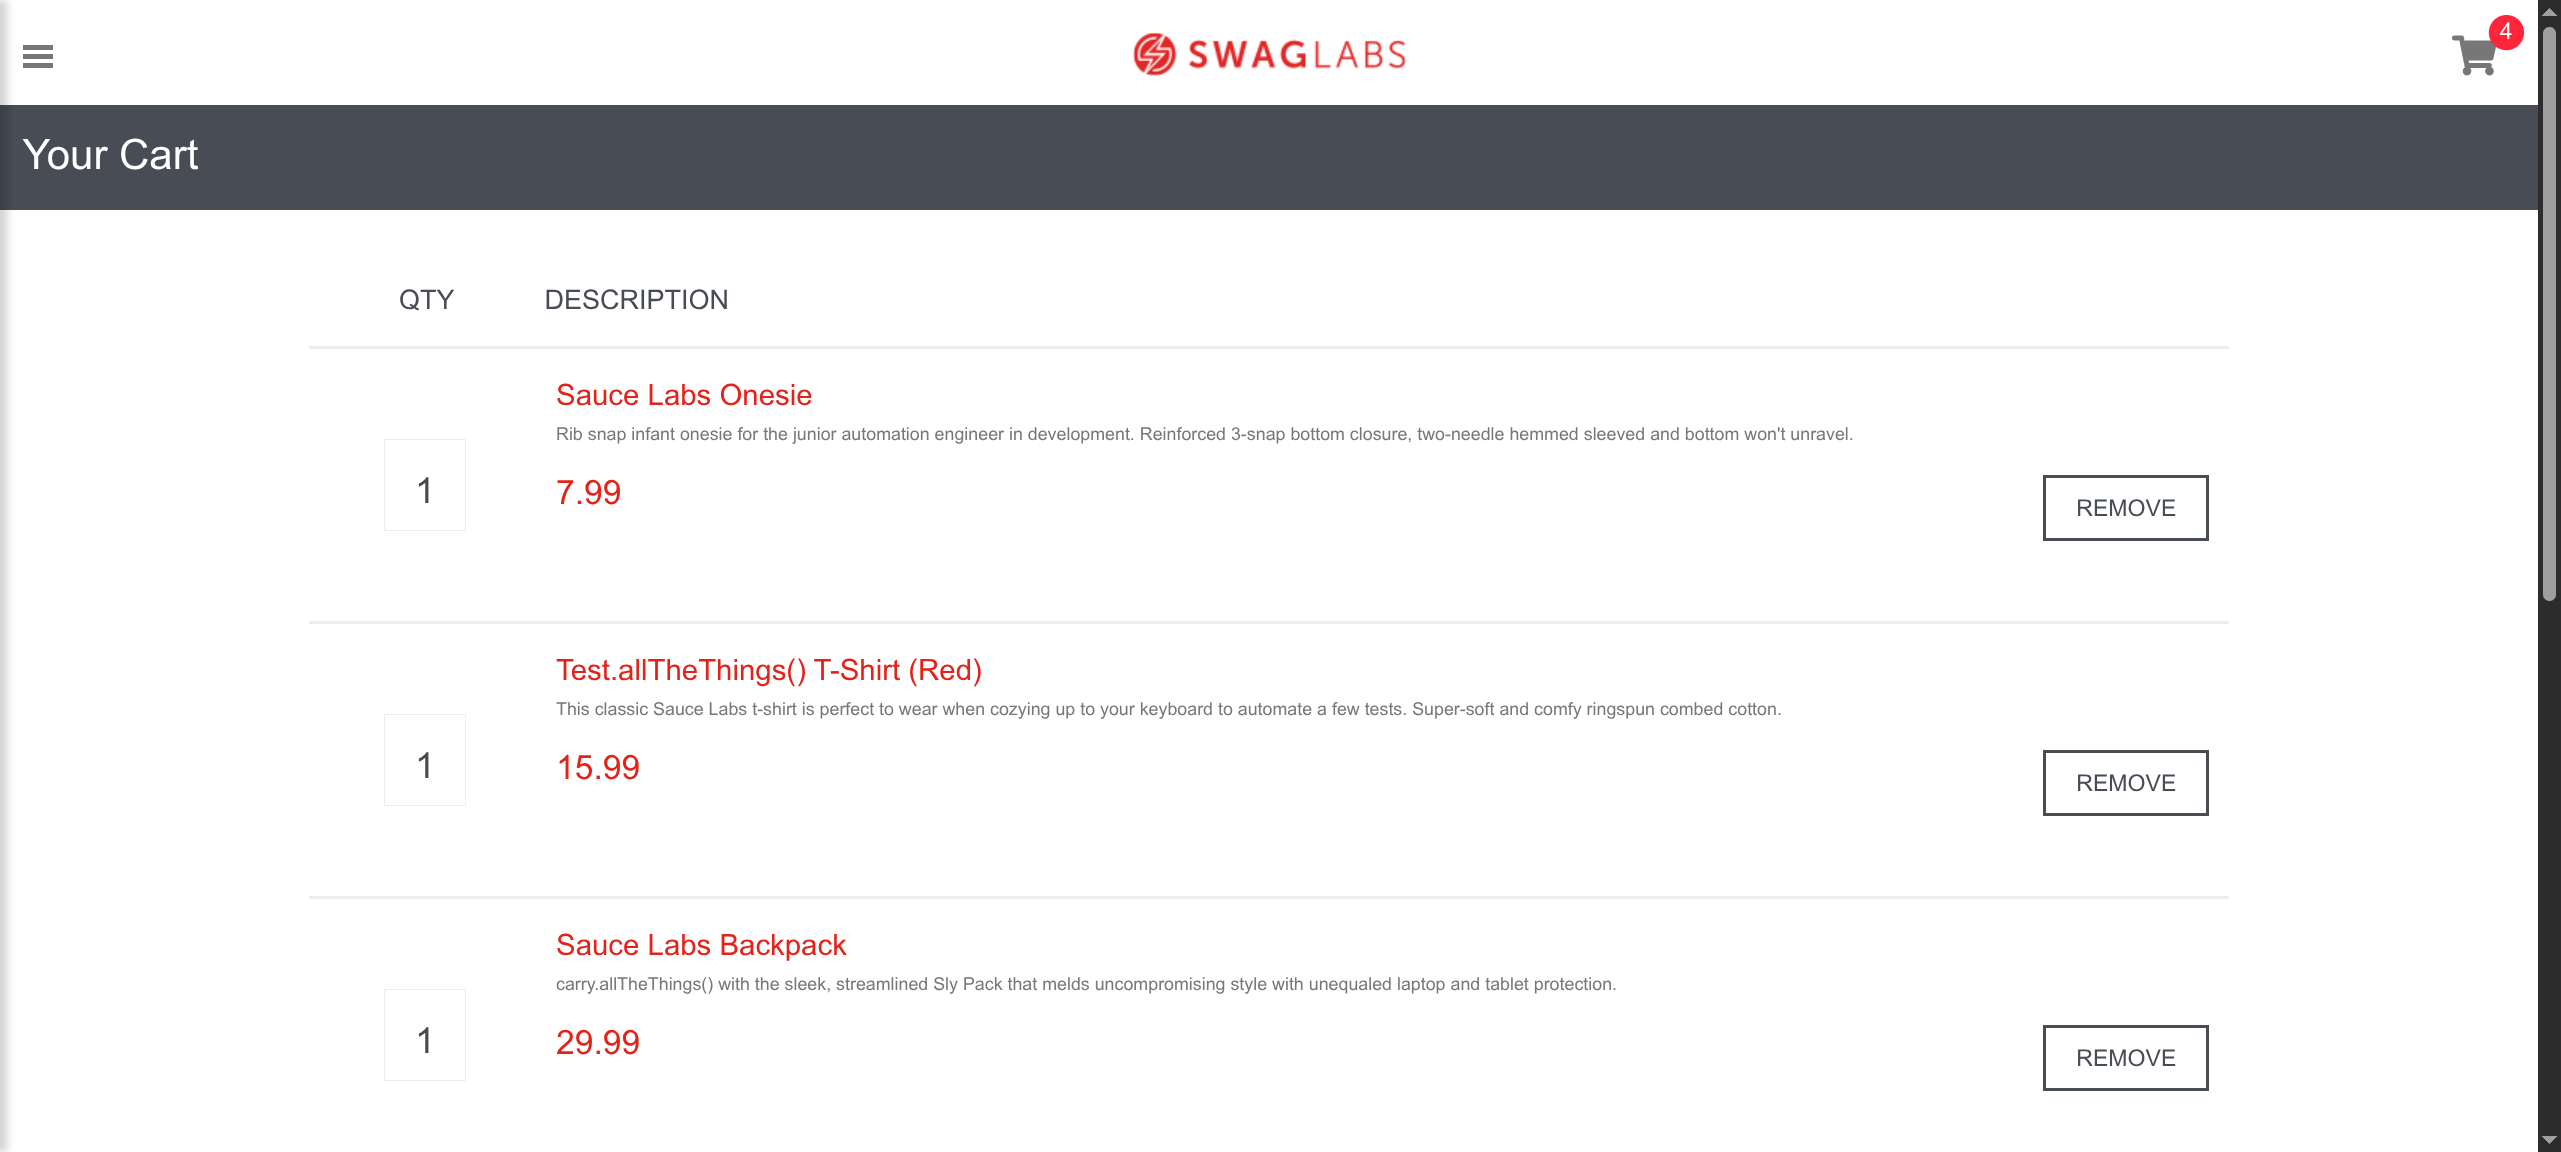 SWAGLABS
4
Your Cart
QTY DESCRIPTION
Sauce Labs Onesie
Rib snap infant onesie for the junior automation engineer in development. Reinforced 3-snap bottom closure, two-needle hemmed sleeved and bottom won't unravel.
1
7.99
REMOVE
Test.allTheThings() T-Shirt (Red)
This classic Sauce Labs t-shirt is perfect to wear when cozying up to your keyboard to automate a few tests. Super-soft and comfy ringspun combed cotton.
1
15.99
REMOVE
Sauce Labs Backpack
carry.allTheThings() with the sleek, streamlined Sly Pack that melds uncompromising style with unequaled laptop and tablet protection.
1
29.99
REMOVE